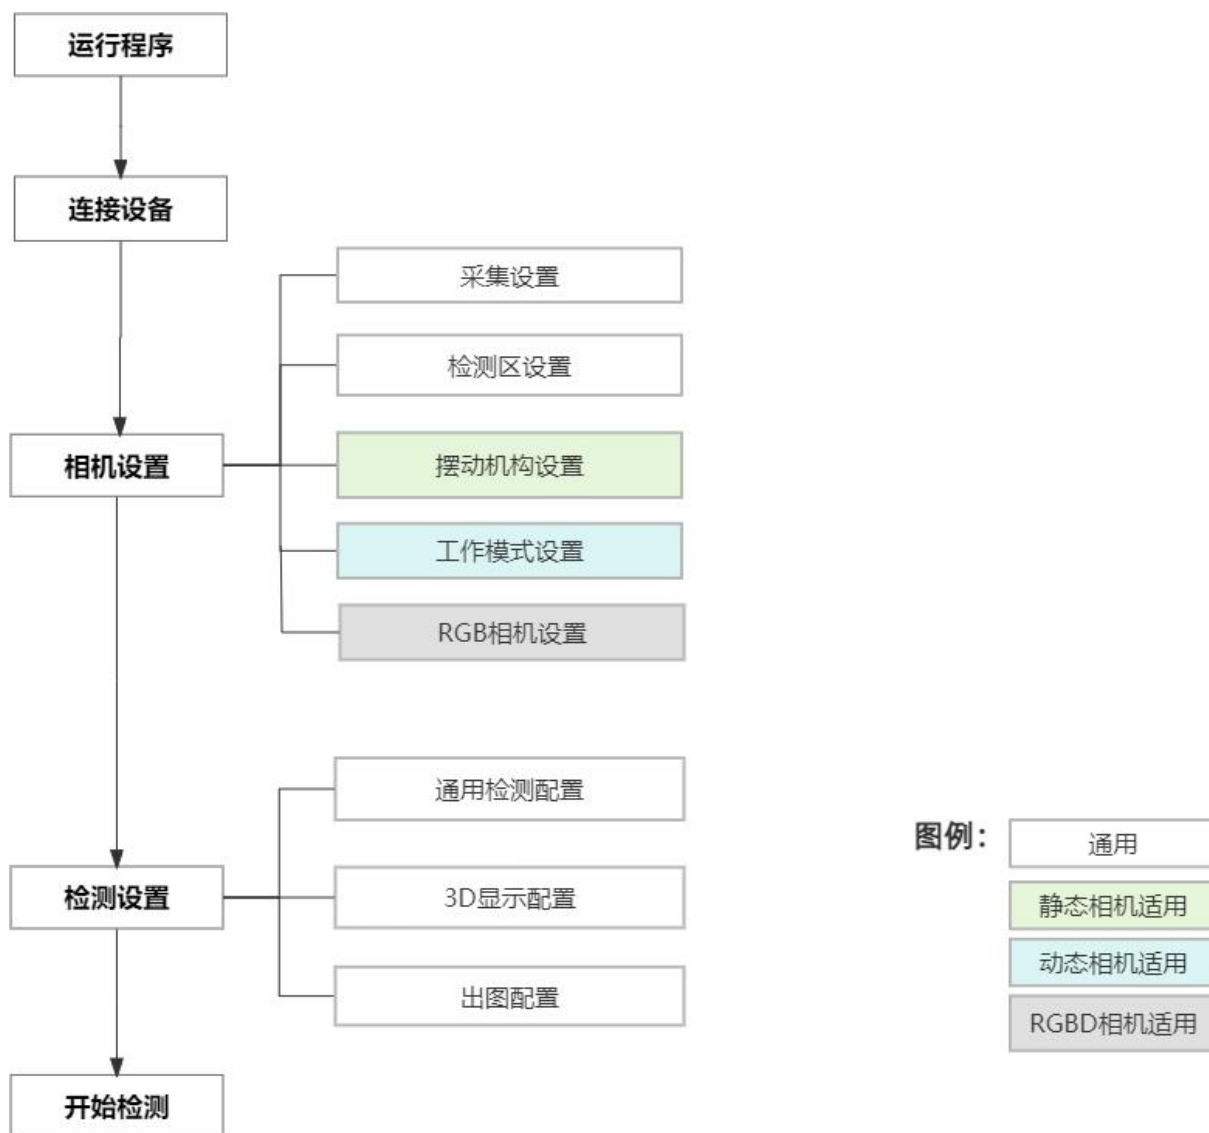 运行程序
连接设备
采集设置
检测区设置
相机设置
摆动机构设置
工作模式设置
RGB相机设置
通用检测配置
检测设置
3D显示配置
出图配置
开始检测
图例：
通用
静态相机适用
动态相机适用
RGBD相机适用